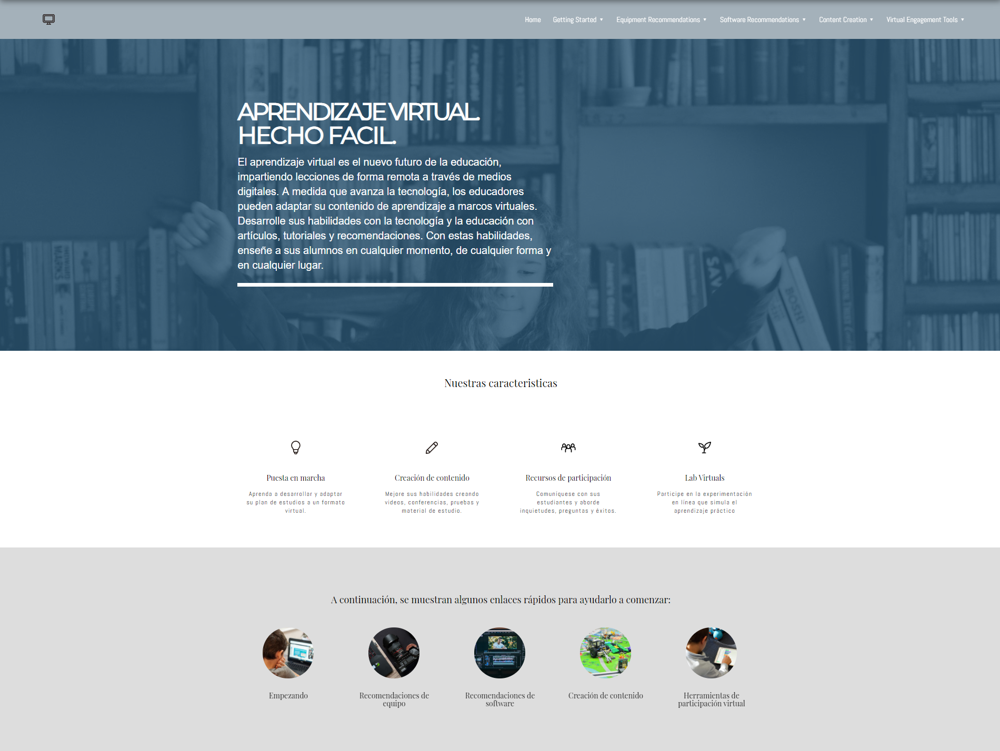 Home Getting Started Equipment Recommendations Software Recommendations Content Creation Virtual Engagement Tools
APRENDIZAJE VIRTUAL.
HECHO FACIL.
El aprendizaje virtual es el nuevo futuro de la educación,
impartiendo lecciones de forma remota a través de medios
digitales. A medida que avanza la tecnología, los educadores
pueden adaptar su contenido de aprendizaje a marcos virtuales.
Desarrolle sus habilidades con la tecnología y la educación con
artículos, tutoriales y recomendaciones. Con estas habilidades,
enseñe a sus alumnos en cualquier momento, de cualquier forma y
en cualquier lugar.
BOSH!
Nuestras caracteristicas
Puesta en marcha
Aprenda a desarrollar y adaptar
su plan de estudios a un formato
virtual.
Creación de contenido
Mejore sus habilidades creando
videos, conferencias, pruebas y
material de estudio.
Recursos de participación
Comuníquese con sus
estudiantes y aborde
inquietudes, preguntas y éxitos.
Lab Virtuals
Participe en la experimentación
en línea que simula el
aprendizaje práctico
A continuación, se muestran algunos enlaces rápidos para ayudarlo a comenzar:
Empezando
Recomendaciones de
equipo
Recomendaciones de
software
Creación de contenido
Herramientas de
participación virtual